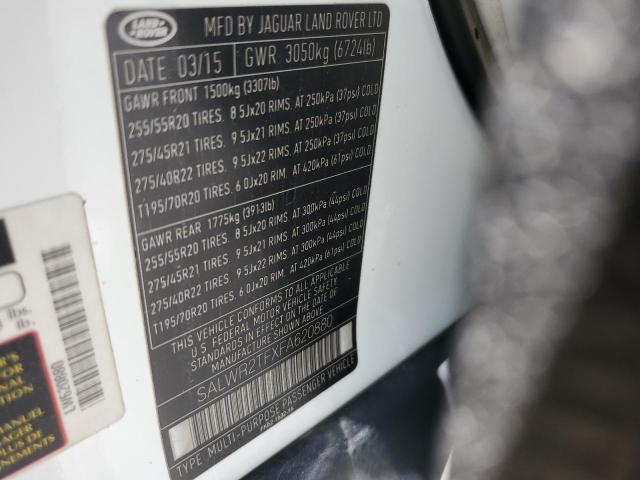 LAND
ROVER
MFD BY JAGUAR LAND ROVER LTD
DATE 03/15 GWR 3050kg (6724lb)
GAWR FRONT 1500kg (3307lb)
255/55R20 TIRES. 8 5Jx20 RIMS. AT 250kPa (37psi) COLD
275/45R21 TIRES. 9 5Jx21 RIMS. AT 250kPa (37psi) COLD
275/40R22 TIRES. 9 5Jx22 RIMS. AT 250kPa (37psi) COLD
T195/70R20 TIRES. 6 0Jx20 RIM. AT 420kPa (61psi) COLD
GAWR REAR 1775kg (3913lb)
255/55R20 TIRES. 8 5Jx20 RIMS. AT 300kPa (44psi) COLD
275/45R21 TIRES. 9 5Jx21 RIMS. AT 300kPa (44psi) COLD
275/40R22 TIRES. 9 5Jx22 RIMS. AT 300kPa (44psi) COLD
T195/70R20 TIRES 6 0Jx20 RIM. AT 420kPa (61psi) COLD
THIS VEHICLE CONFORMS TO ALL APPLICABLE
U S FEDERAL MOTOR VEHICLE SAFETY
STANDARDS IN EFFECT ON THE DATE
OF MANUFACTURE SHOWN ABOVE
SALWR2TFXFA620880
TYPE MULTI-PURPOSE PASSENGER VEHICLE
lbs.
ONAL
MANUEL
PLUS DE
NEMENTS